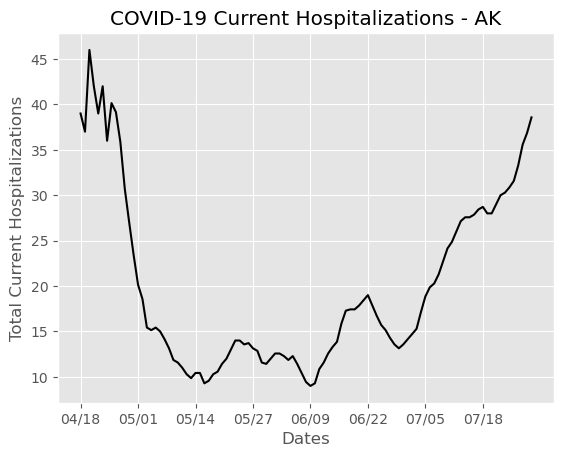 COVID-19 Current Hospitalizations - AK
Total Current Hospitalizations
45
40
35
30
25
20
15
10
04/18 05/01 05/14 05/27 06/09 06/22 07/05 07/18
Dates